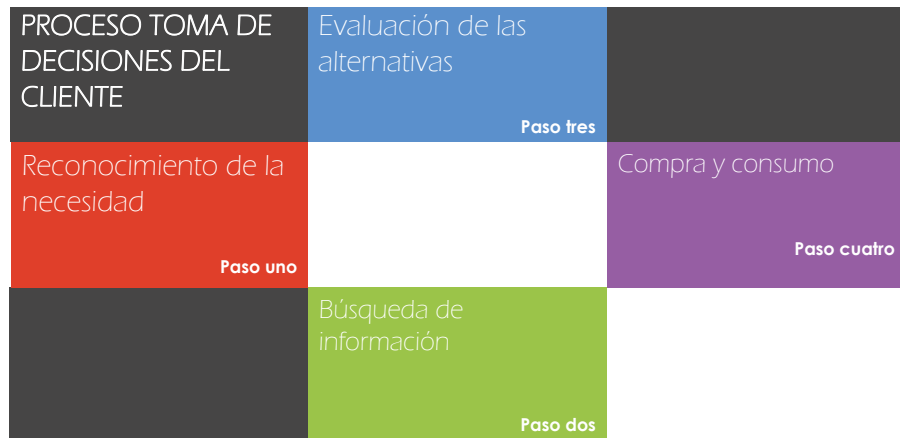 PROCESO TOMA DE
DECISIONES DEL
CLIENTE
Evaluación de las
alternativas
Paso tres
Reconocimiento de la
necesidad
Paso uno
Compra y consumo
Paso cuatro
Búsqueda de
información
Paso dos